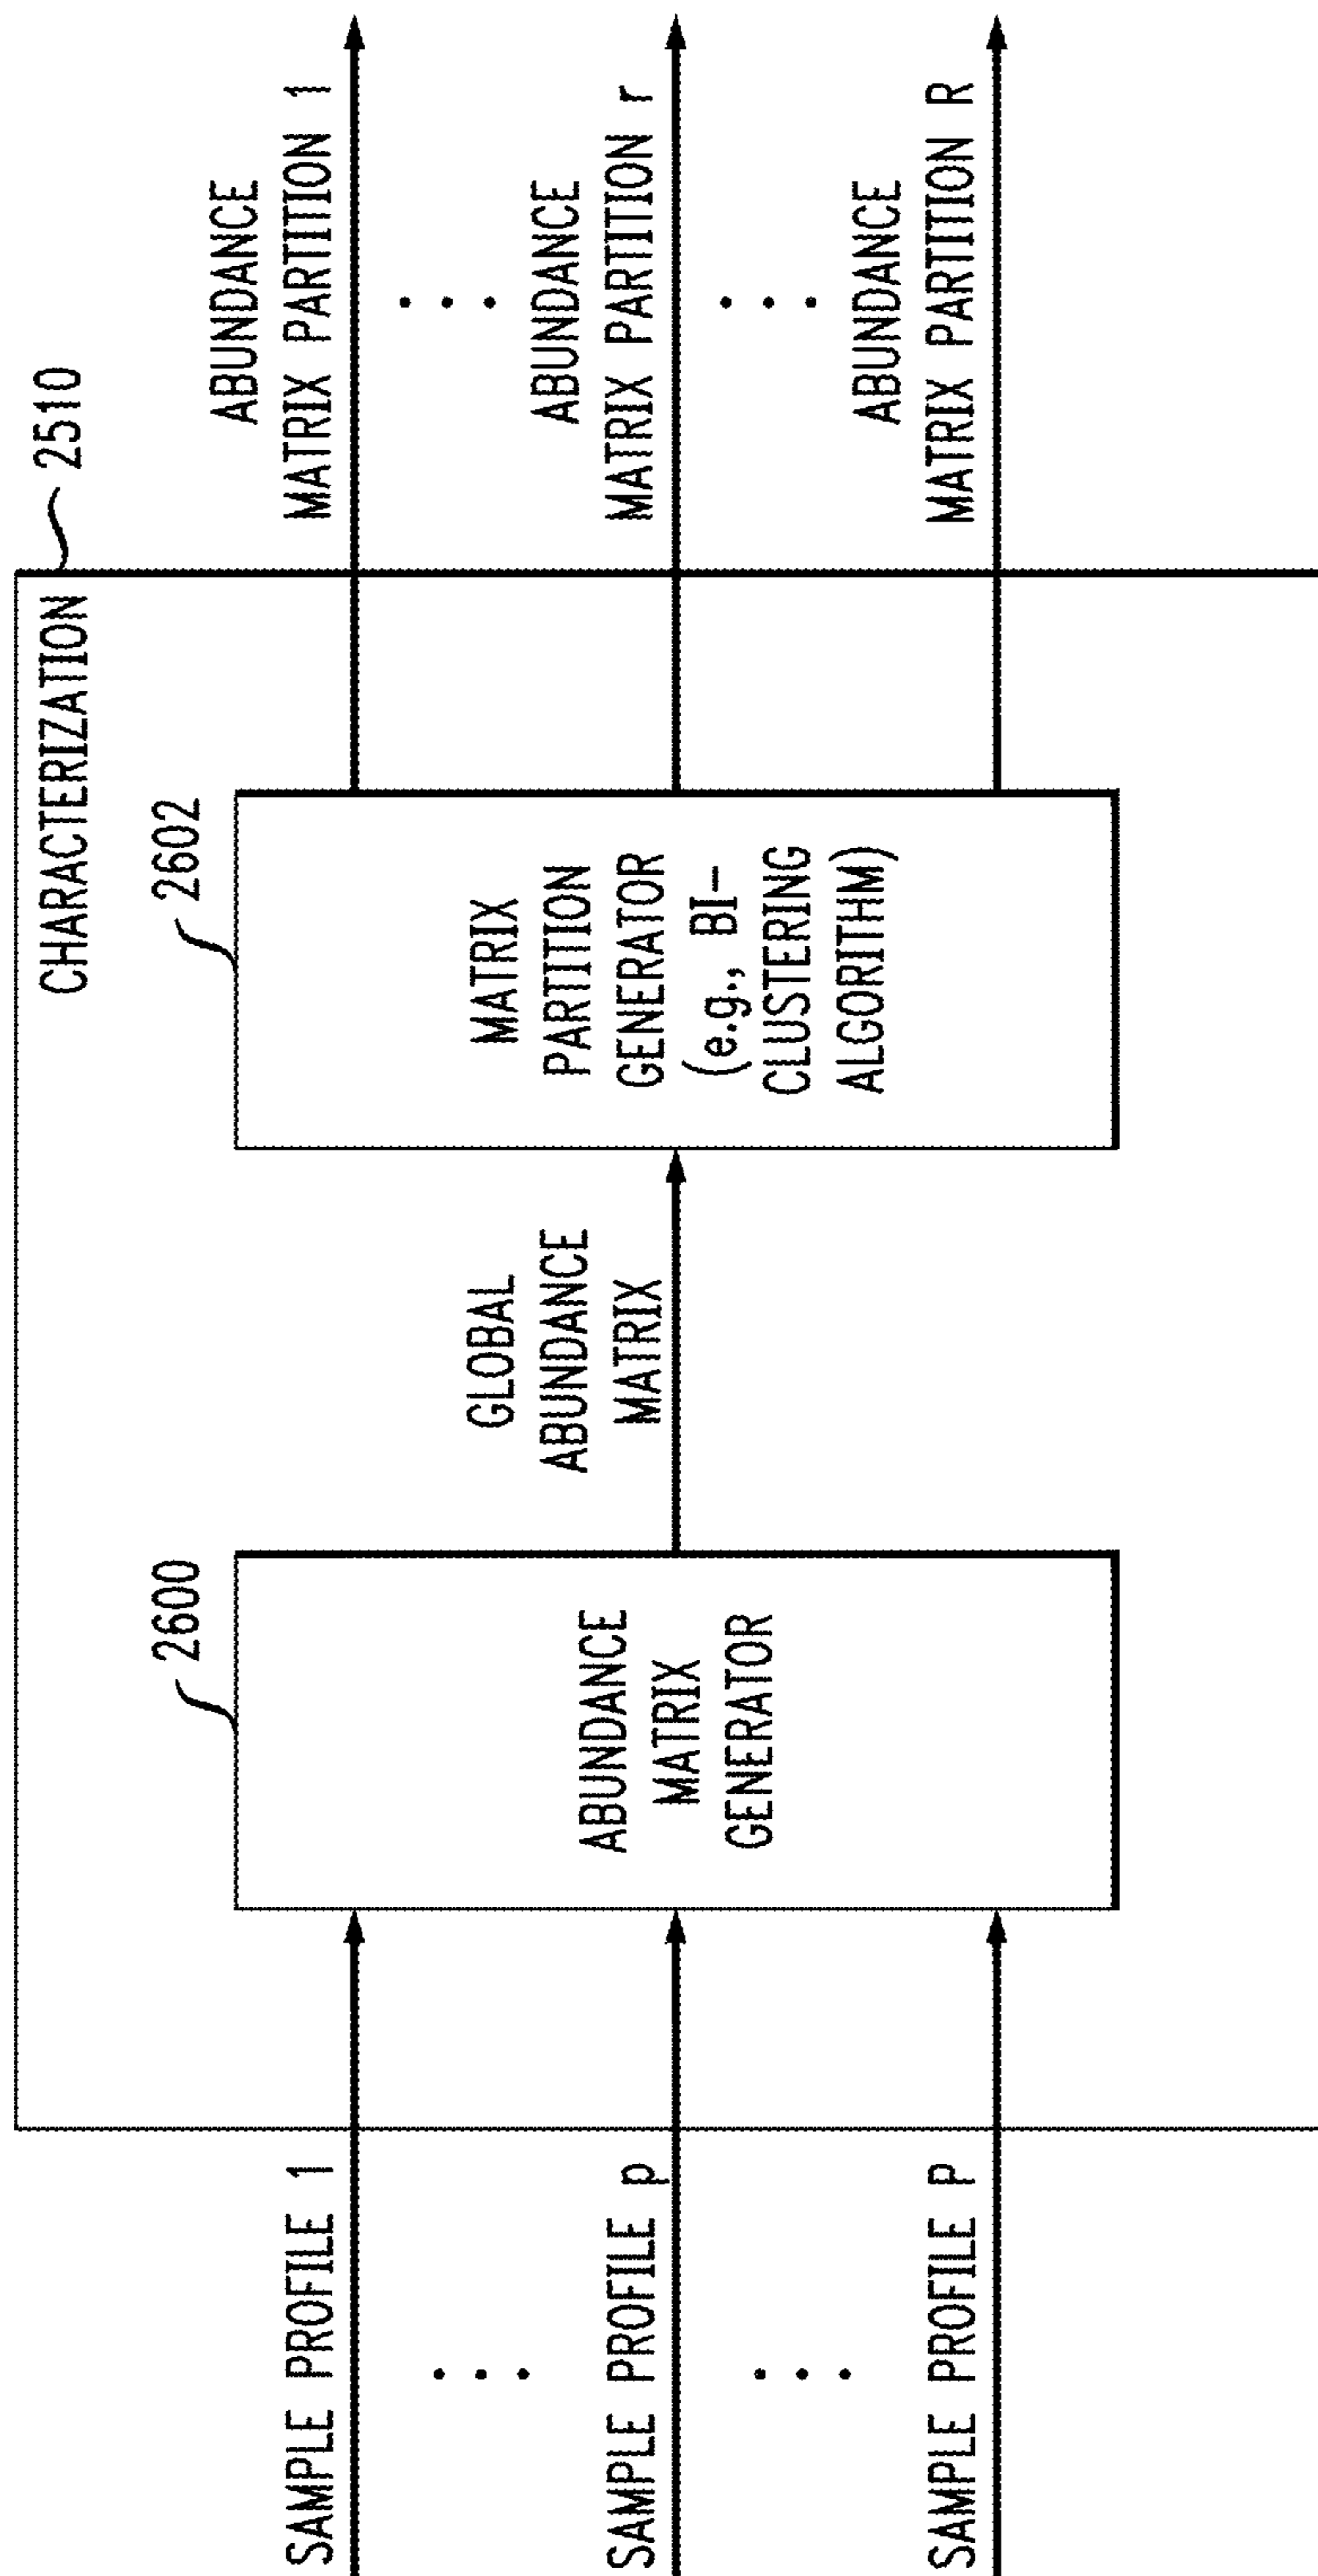 CHARACTERIZATION
2510
SAMPLE PROFILE 1
SAMPLE PROFILE p
SAMPLE PROFILE P
2600
ABUNDANCE
MATRIX
GENERATOR
GLOBAL
ABUNDANCE
MATRIX
2602
MATRIX
PARTITION
GENERATOR
(e.g., BI-
CLUSTERING
ALGORITHM)
ABUNDANCE
MATRIX PARTITION 1
ABUNDANCE
MATRIX PARTITION r
ABUNDANCE
MATRIX PARTITION R